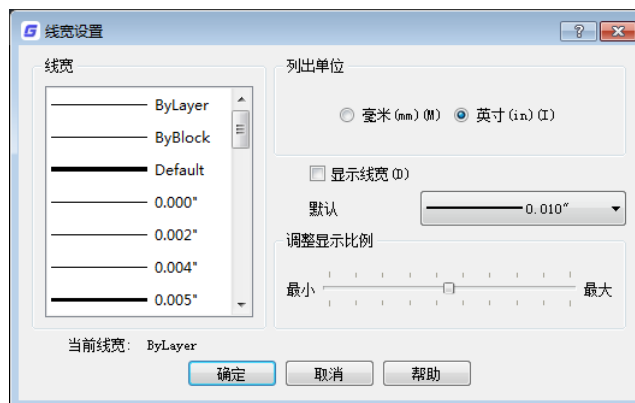 线宽设置
线宽
ByLayer
ByBlock
Default
0.000"
0.002"
0.004"
0.005"
列出单位
毫米(mm)(M) 英寸(in)(I)
显示线宽(D)
默认 0.010"
调整显示比例
最小 最大
当前线宽: ByLayer
确定 取消 帮助